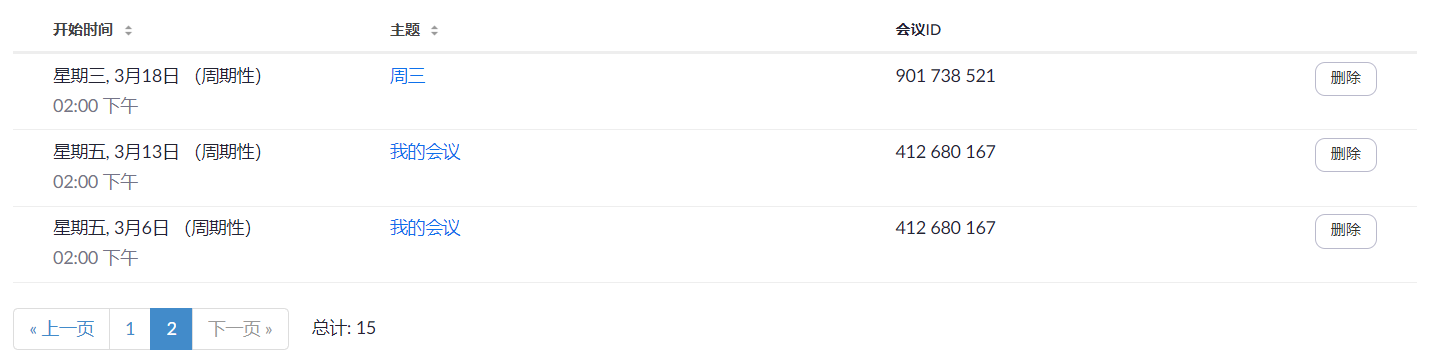 开始时间 主题 会议ID
星期三, 3月18日 （周期性） 周三 901 738 521 删除
02:00 下午
星期五, 3月13日 （周期性） 我的会议 412 680 167 删除
02:00 下午
星期五, 3月6日 （周期性） 我的会议 412 680 167 删除
02:00 下午
« 上一页 1 2 下一页 » 总计: 15